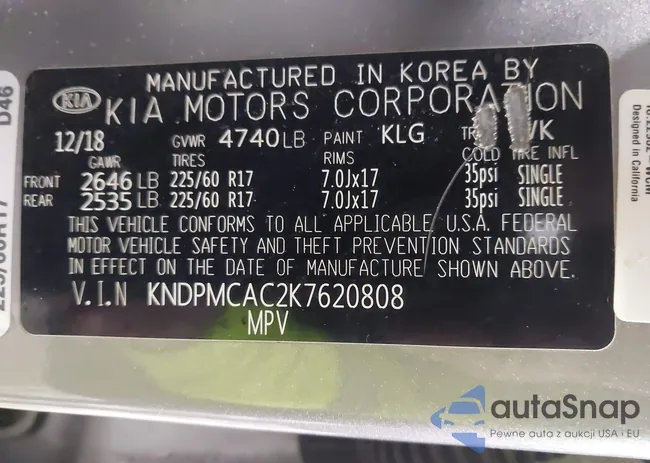 MANUFACTURED IN KOREA BY
KIA KIA MOTORS CORPORATION
12/18 GVWR 4740LB PAINT KLG
GAWR TIRES RIMS COLD TIRE INFL
FRONT 2646 LB 225/60 R17 7.0Jx17 35psi SINGLE
REAR 2535 LB 225/60 R17 7.0Jx17 35psi SINGLE
THIS VEHICLE CONFORMS TO ALL APPLICABLE U.S.A. FEDERAL
MOTOR VEHICLE SAFETY AND THEFT PREVENTION STANDARDS
IN EFFECT ON THE DATE OF MANUFACTURE SHOWN ABOVE.
V.I.N KNDPMCAC2K7620808
MPV
D46
Designed in California
autaSnap
Pewne auta z aukcji USA i EU